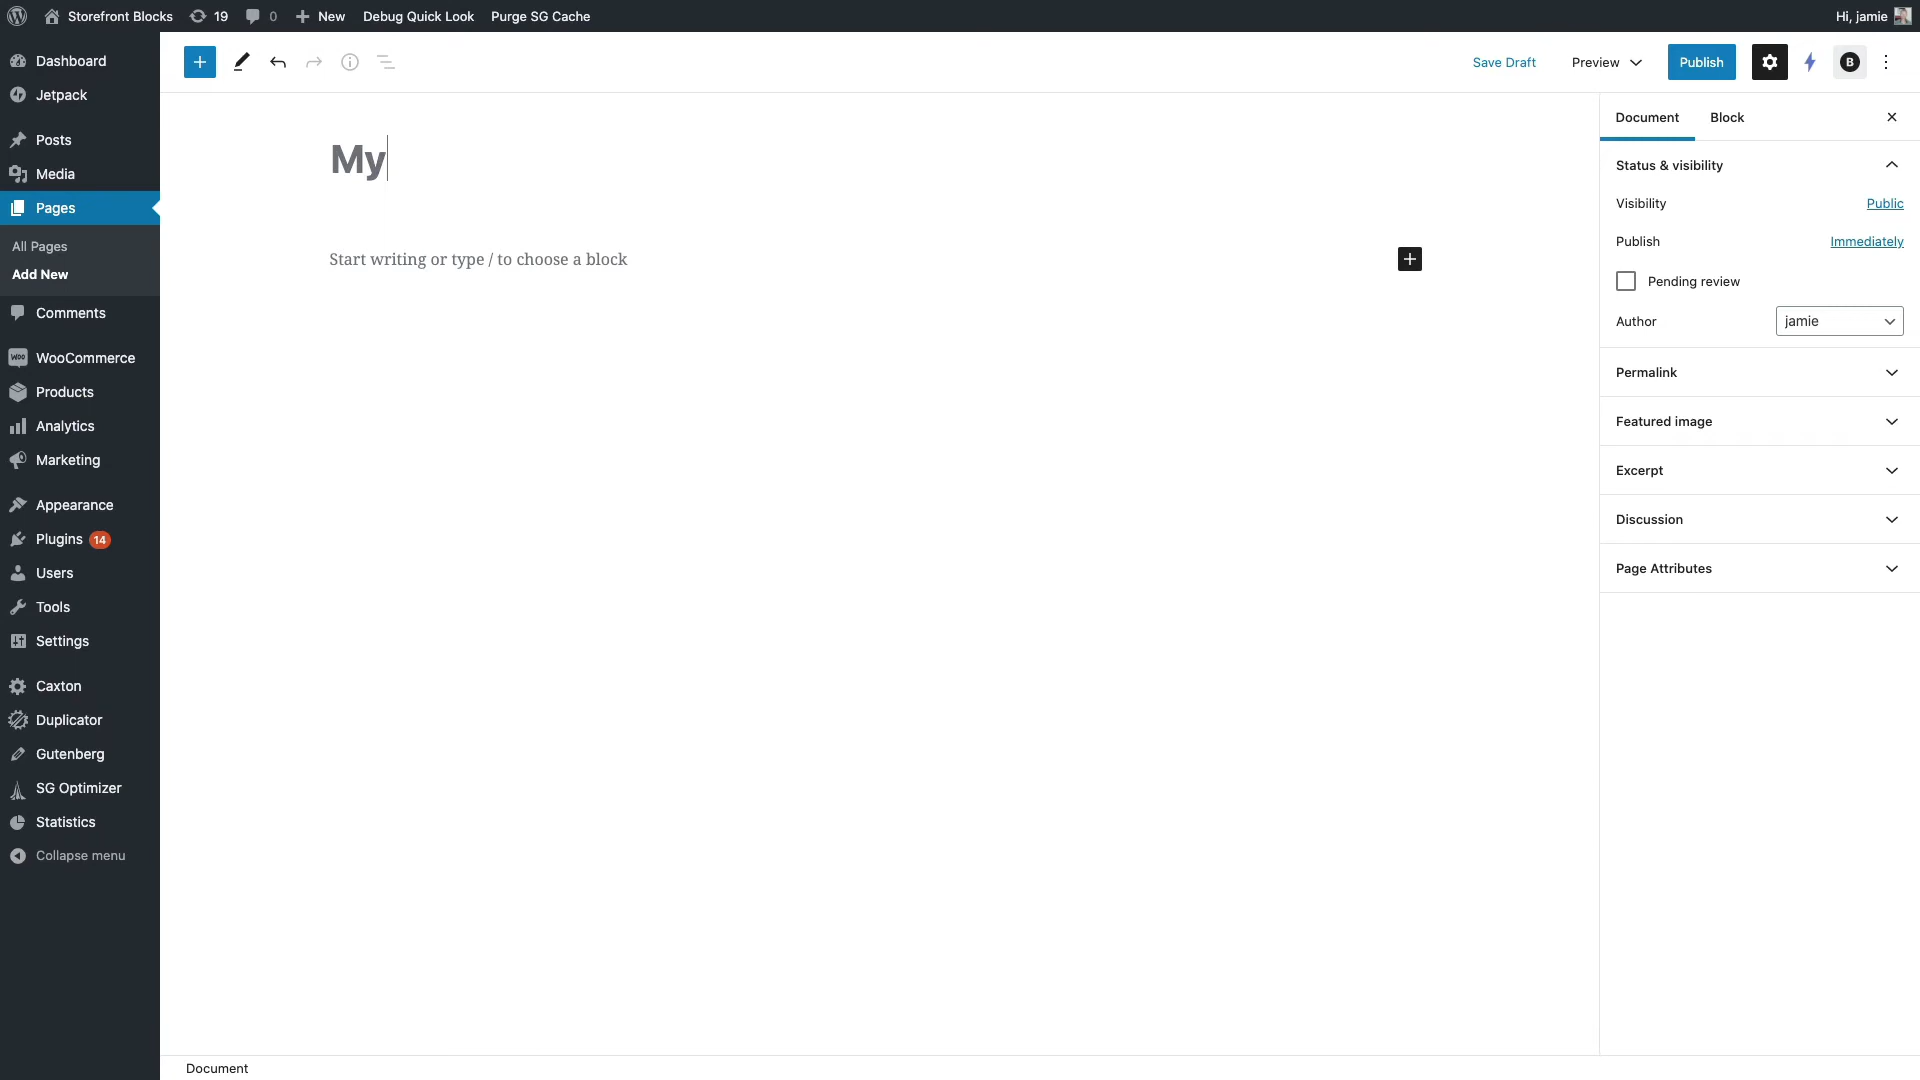 Storefront Blocks 19 0 New Debug Quick Look Purge SG Cache Hi, jamie
Dashboard
Jetpack
Posts
Media
Pages
All Pages
Add New
Comments
WOO WooCommerce
Products
Analytics
Marketing
Appearance
Plugins 14
Users
Tools
Settings
Caxton
Duplicator
Gutenberg
SG Optimizer
Statistics
Collapse menu
Save Draft Preview Publish B
My
Start writing or type / to choose a block
Document Block
Status & visibility
Visibility Public
Publish Immediately
Pending review
Author jamie
Permalink
Featured image
Excerpt
Discussion
Page Attributes
Document